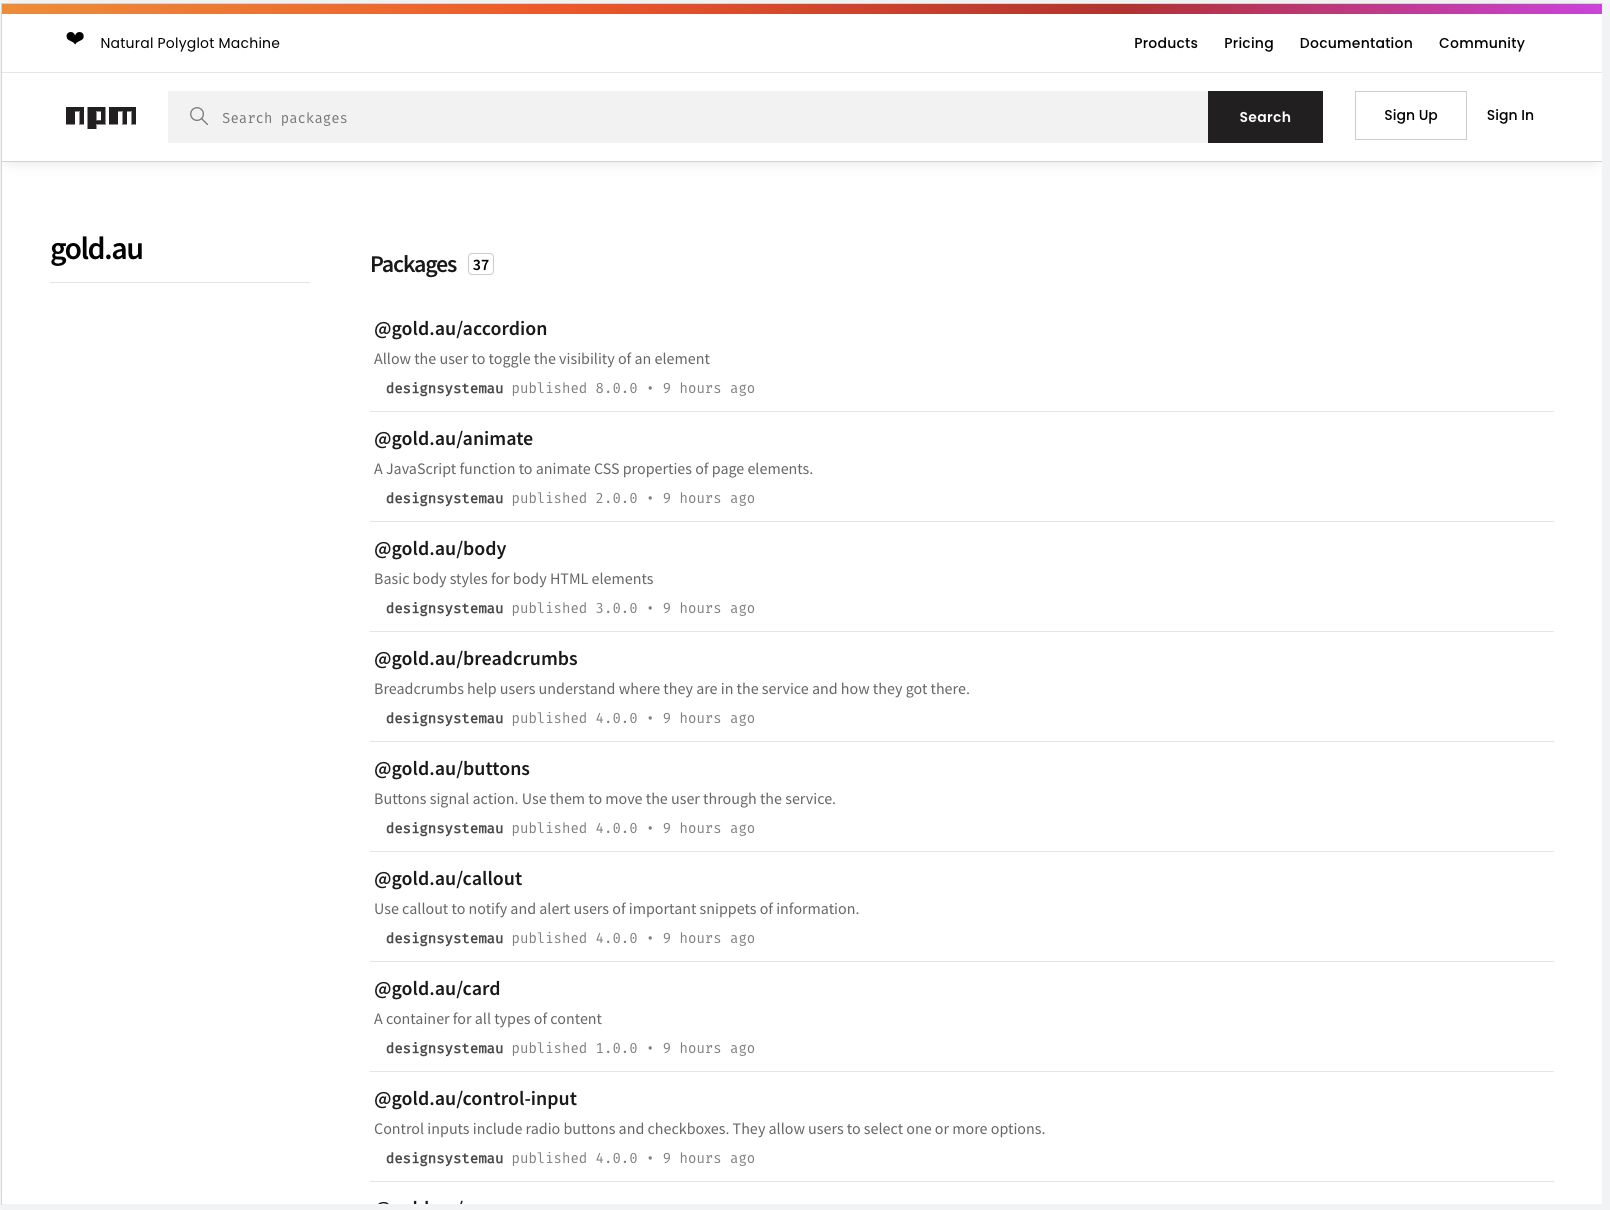 ❤ Natural Polyglot Machine
Products Pricing Documentation Community
npm
Search packages
Search
Sign Up
Sign In
gold.au
Packages 37
@gold.au/accordion
Allow the user to toggle the visibility of an element
designsystemau published 8.0.0 • 9 hours ago
@gold.au/animate
A JavaScript function to animate CSS properties of page elements.
designsystemau published 2.0.0 • 9 hours ago
@gold.au/body
Basic body styles for body HTML elements
designsystemau published 3.0.0 • 9 hours ago
@gold.au/breadcrumbs
Breadcrumbs help users understand where they are in the service and how they got there.
designsystemau published 4.0.0 • 9 hours ago
@gold.au/buttons
Buttons signal action. Use them to move the user through the service.
designsystemau published 4.0.0 • 9 hours ago
@gold.au/callout
Use callout to notify and alert users of important snippets of information.
designsystemau published 4.0.0 • 9 hours ago
@gold.au/card
A container for all types of content
designsystemau published 1.0.0 • 9 hours ago
@gold.au/control-input
Control inputs include radio buttons and checkboxes. They allow users to select one or more options.
designsystemau published 4.0.0 • 9 hours ago